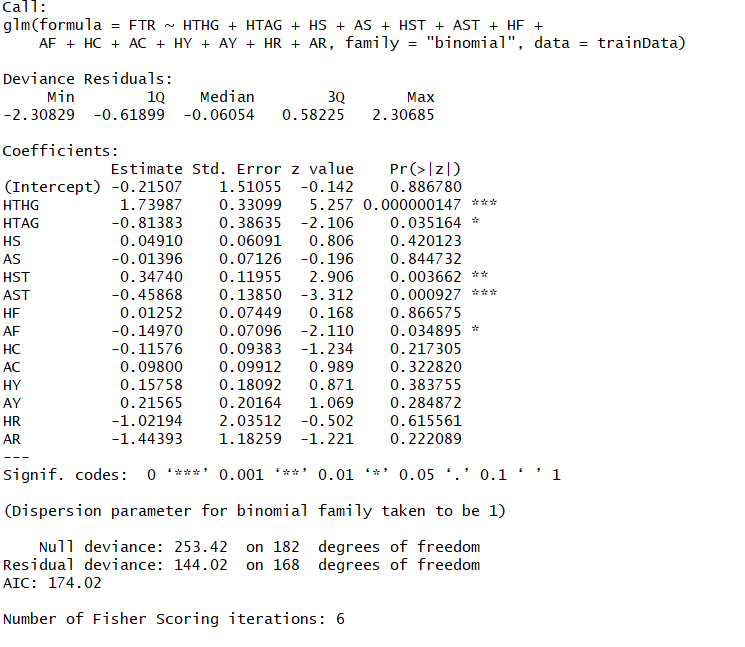 Call:
glm(formula = FTR ~ HTHG + HTAG + HS + AS + HST + AST + HF +
    AF + HC + AC + HY + AY + HR + AR, family = "binomial", data = trainData)

Deviance Residuals:
     Min       1Q   Median       3Q      Max
-2.30829  -0.61899  -0.06054   0.58225   2.30685

Coefficients:
            Estimate Std. Error z value    Pr(>|z|)
(Intercept) -0.21507    1.51055  -0.142    0.886780
HTHG         1.73987    0.33099   5.257 0.000000147 ***
HTAG        -0.81383    0.38635  -2.106    0.035164 *
HS           0.04910    0.06091   0.806    0.420123
AS          -0.01396    0.07126  -0.196    0.844732
HST          0.34740    0.11955   2.906    0.003662 **
AST         -0.45868    0.13850  -3.312    0.000927 ***
HF           0.01252    0.07449   0.168    0.866575
AF          -0.14970    0.07096  -2.110    0.034895 *
HC          -0.11576    0.09383  -1.234    0.217305
AC           0.09800    0.09912   0.989    0.322820
HY           0.15758    0.18092   0.871    0.383755
AY           0.21565    0.20164   1.069    0.284872
HR          -1.02194    2.03512  -0.502    0.615561
AR          -1.44393    1.18259  -1.221    0.222089
---
Signif. codes:  0 ‘***’ 0.001 ‘**’ 0.01 ‘*’ 0.05 ‘.’ 0.1 ‘ ’ 1

(Dispersion parameter for binomial family taken to be 1)

    Null deviance: 253.42  on 182  degrees of freedom
Residual deviance: 144.02  on 168  degrees of freedom
AIC: 174.02

Number of Fisher Scoring iterations: 6